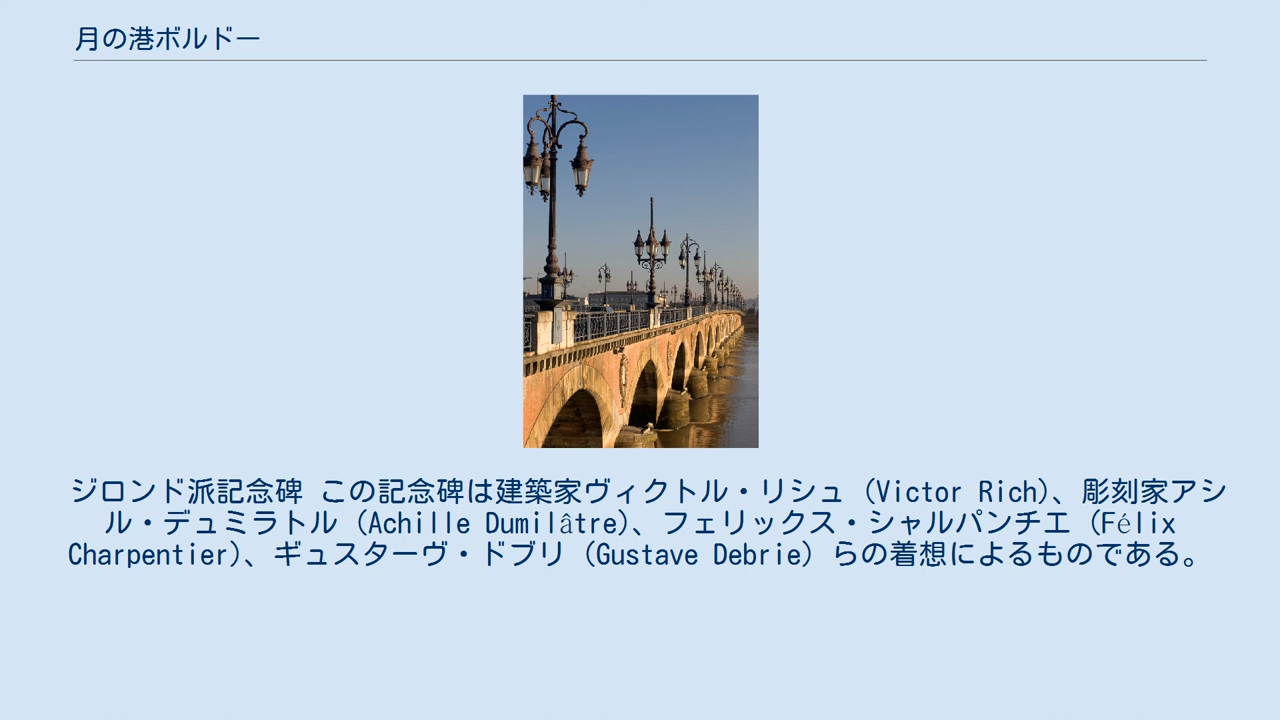 月の港ボルドー
ジロンド派記念碑 この記念碑は建築家ヴィクトル・リシュ (Victor Rich)、彫刻家アシ
ル・デュミラトル (Achille Dumilâtre)、フェリックス・シャルパンチエ (Félix
Charpentier)、ギュスターヴ・ドブリ (Gustave Debrie) らの着想によるものである。